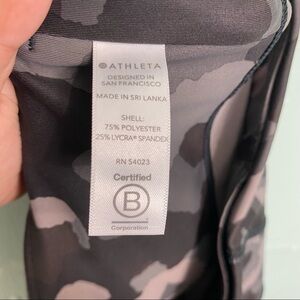 ATHLETA
DESIGNED IN
SAN FRANCISCO
MADE IN SRI LANKA
SHELL:
75% POLYESTER
25% LYCRA® SPANDEX
RN 54023
Certified
B
Corporation